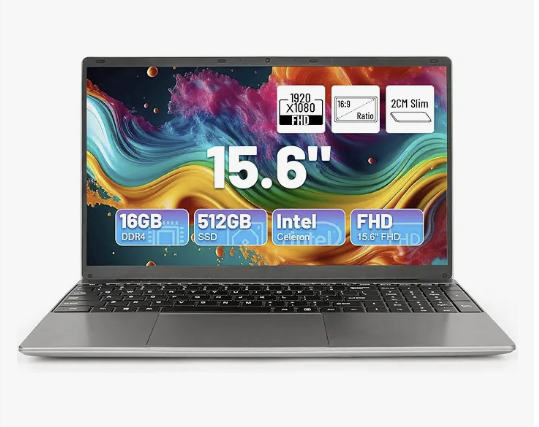 1920
X1080
FHD
16:9
Ratio
2CM Slim
15.6"
16GB
DDR4
512GB
SSD
Intel
Celeron
FHD
15.6" FHD